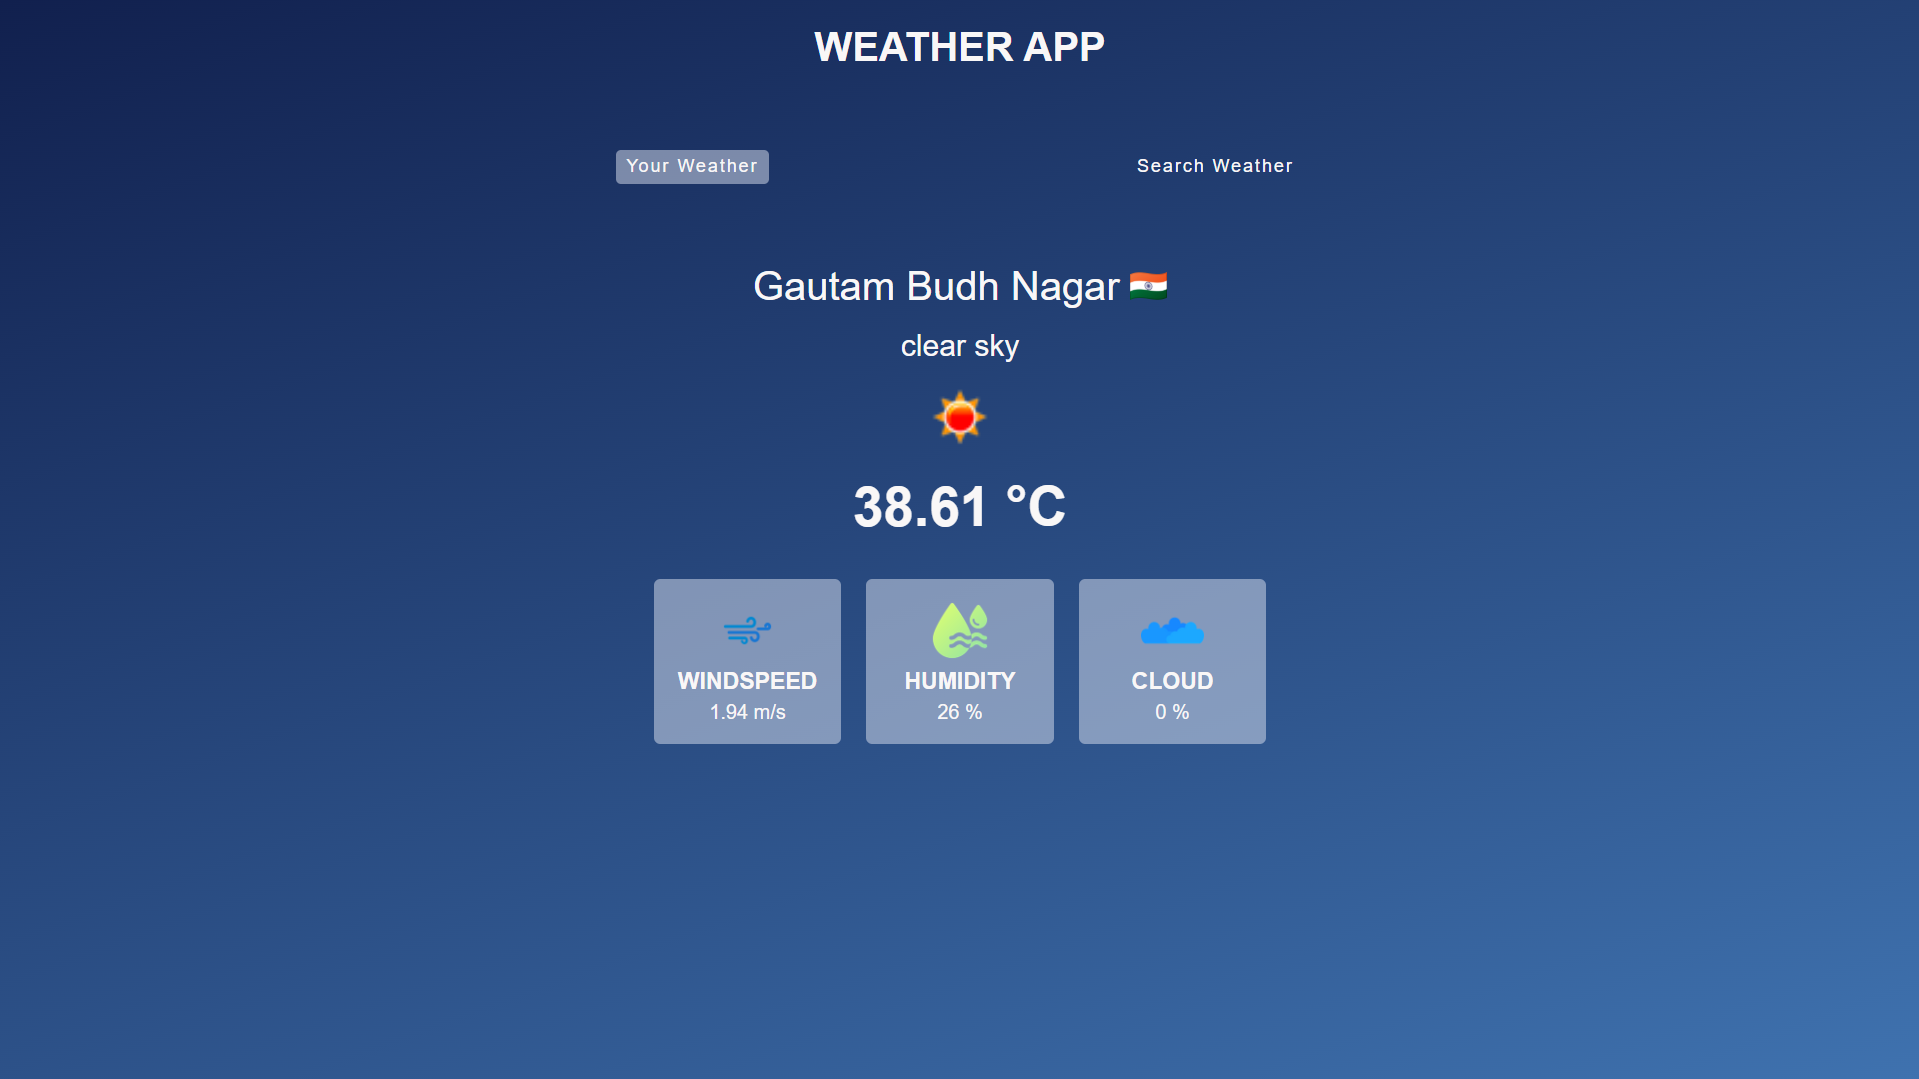 WEATHER APP
Your Weather
Search Weather
Gautam Budh Nagar
clear sky
38.61 °C
WINDSPEED
1.94 m/s
HUMIDITY
26 %
CLOUD
0 %